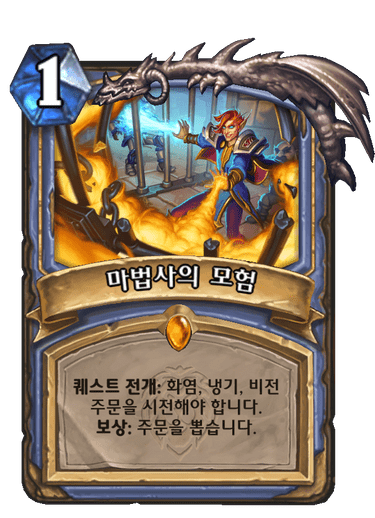 1
마법사의 모험
퀘스트 전개: 화염, 냉기, 비전
주문을 시전해야 합니다.
보상: 주문을 뽑습니다.